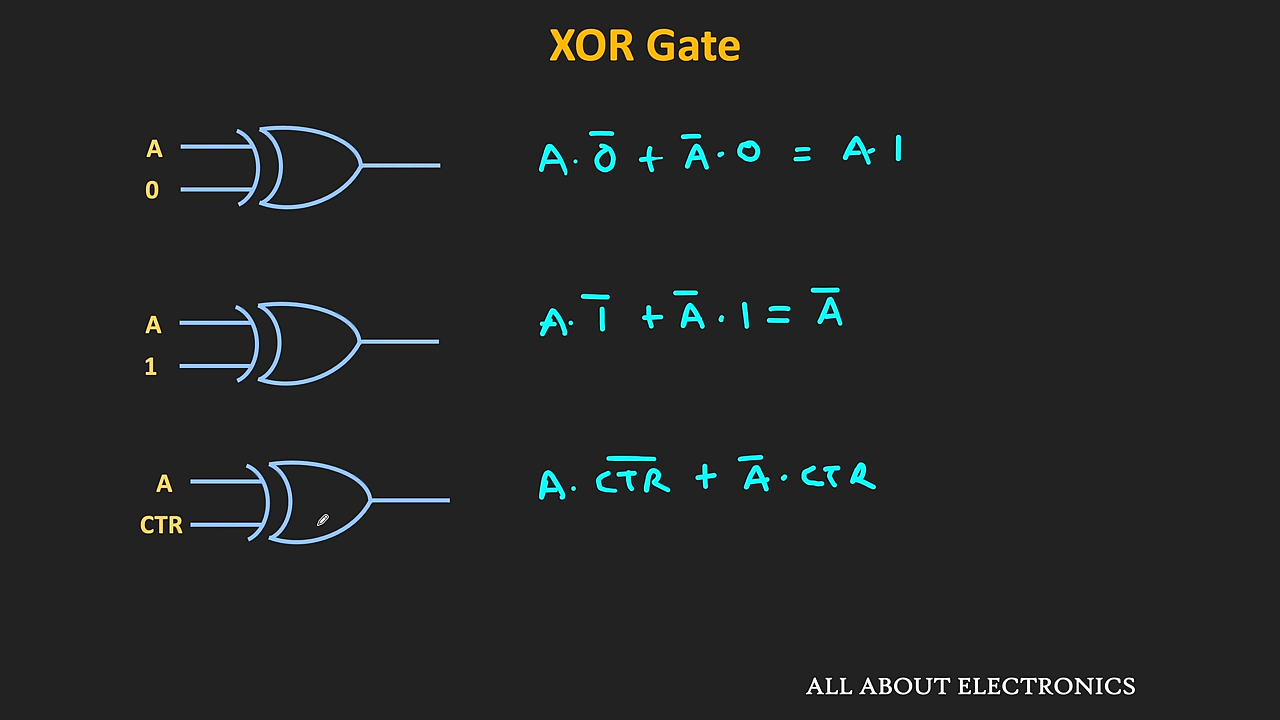 XOR Gate
A
0
A · 0̅ + A̅ · 0 = A · 1
A
1
A · 1̅ + A̅ · 1 = A̅
A
CTR
A · C̅T̅R̅ + A̅ · CTR
ALL ABOUT ELECTRONICS